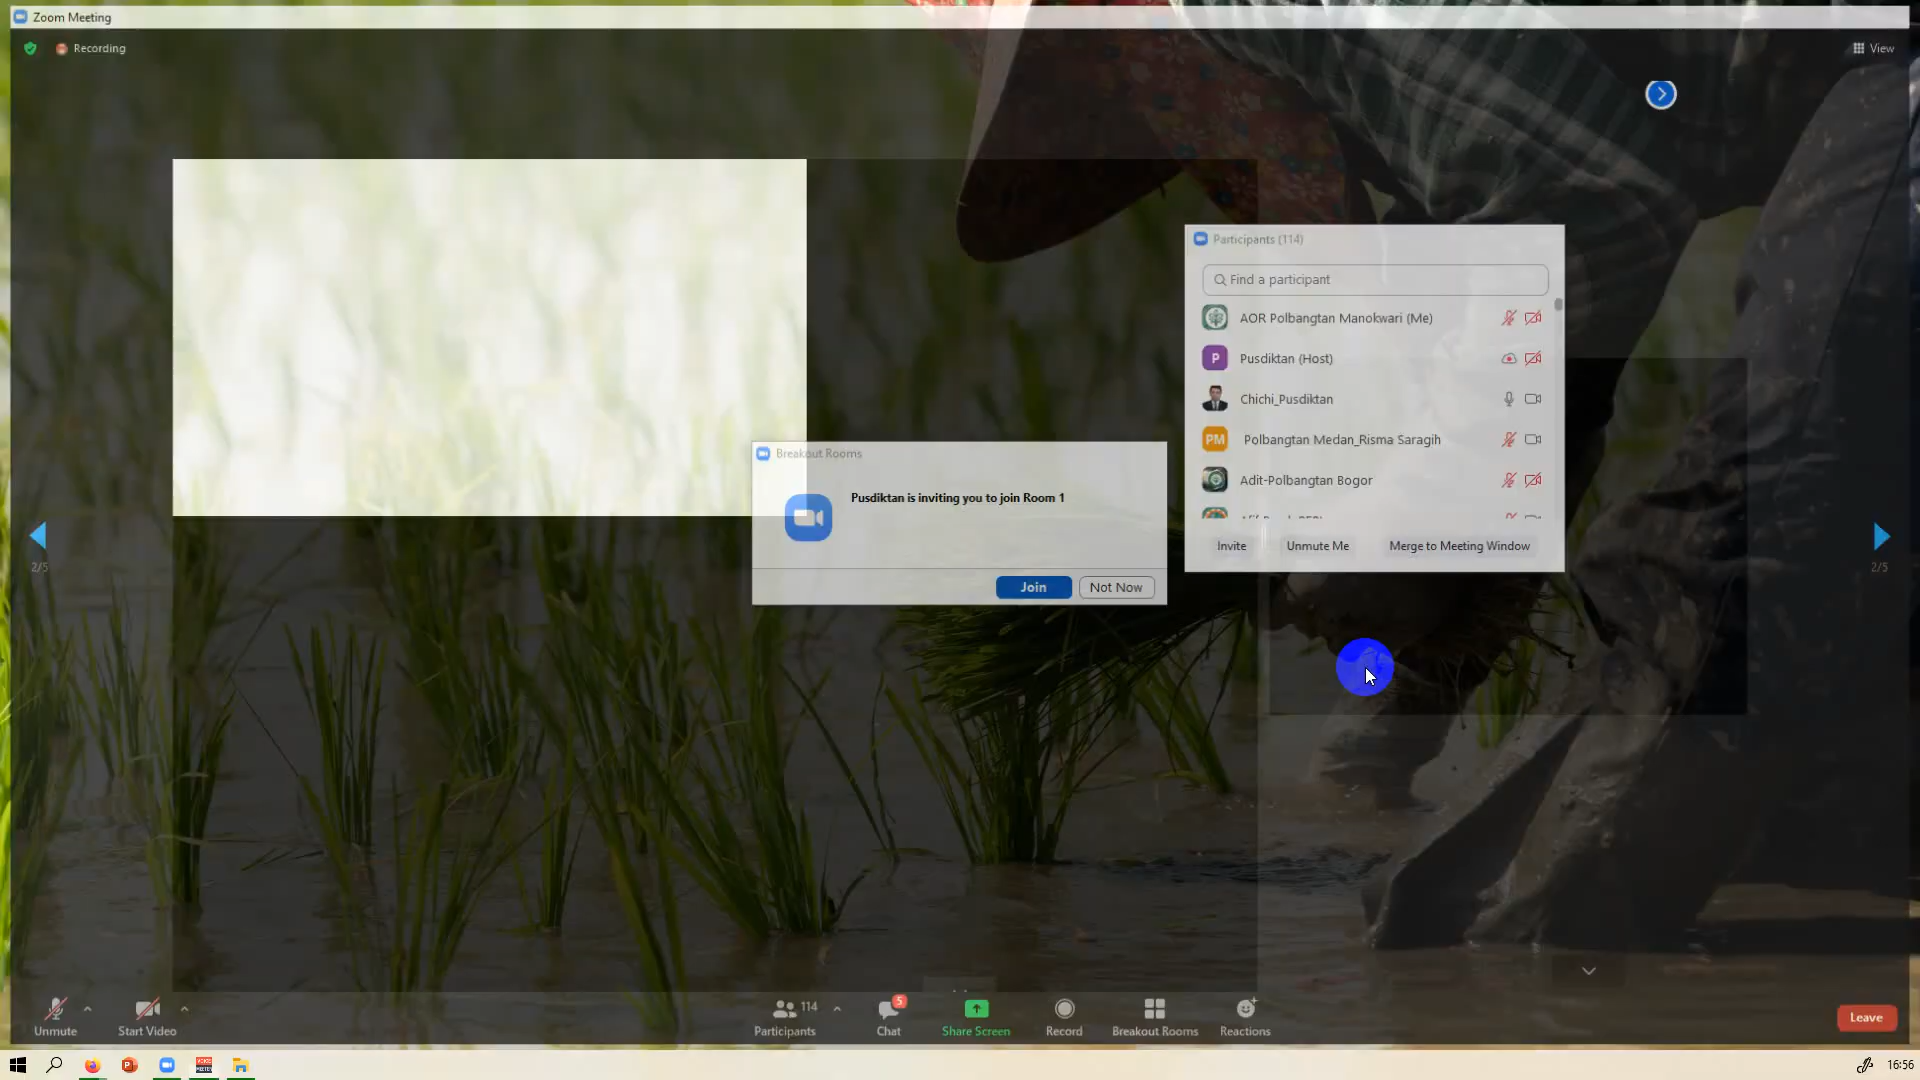 Zoom Meeting
Recording
View
Participants (114)
Find a participant
AOR Polbangtan Manokwari (Me)
P
Pusdiktan (Host)
Chichi_Pusdiktan
PM
Polbangtan Medan_Risma Saragih
Adit-Polbangtan Bogor
Invite
Unmute Me
Merge to Meeting Window
Breakout Rooms
Pusdiktan is inviting you to join Room 1
Join
Not Now
2/5
2/5
Unmute
Start Video
114
Participants
5
Chat
Share Screen
Record
Breakout Rooms
Reactions
Leave
16:56